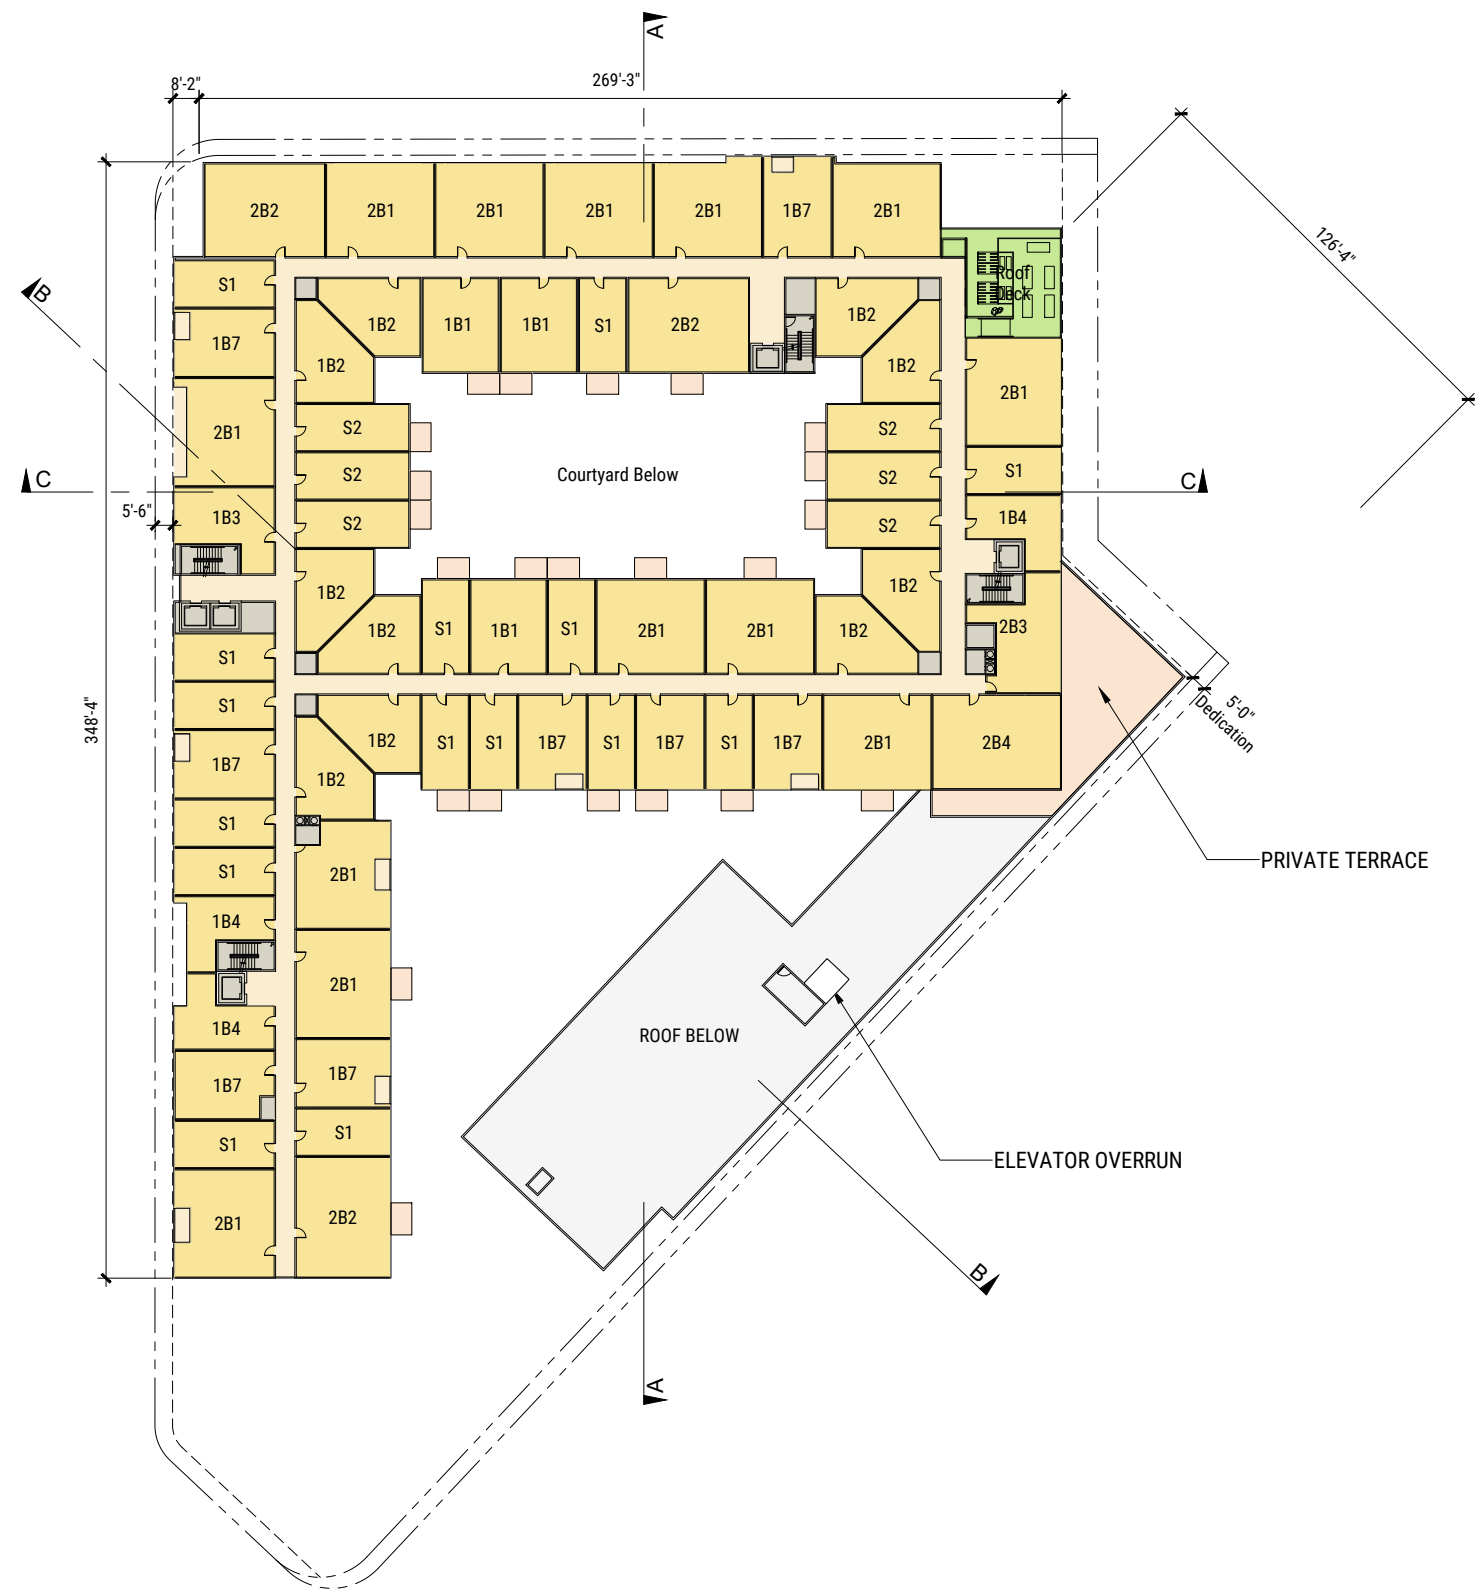 A
8'-2"
269'-3"
126'-4"
2B2
2B1
2B1
2B1
2B1
1B7
2B1
Roof
Deck
B
S1
1B2
1B1
1B1
S1
2B2
1B2
1B7
1B2
1B2
2B1
2B1
S2
S2
C
S2
Courtyard Below
S2
S1
C
5'-6"
1B3
S2
S2
1B4
1B2
1B2
1B2
S1
1B1
S1
2B1
2B1
1B2
2B3
S1
348'-4"
S1
1B2
S1
S1
1B7
S1
1B7
S1
1B7
2B1
2B4
5'-0"
Dedication
1B7
1B2
S1
PRIVATE TERRACE
S1
2B1
1B4
2B1
1B4
ROOF BELOW
1B7
1B7
S1
S1
ELEVATOR OVERRUN
2B1
2B2
B
A